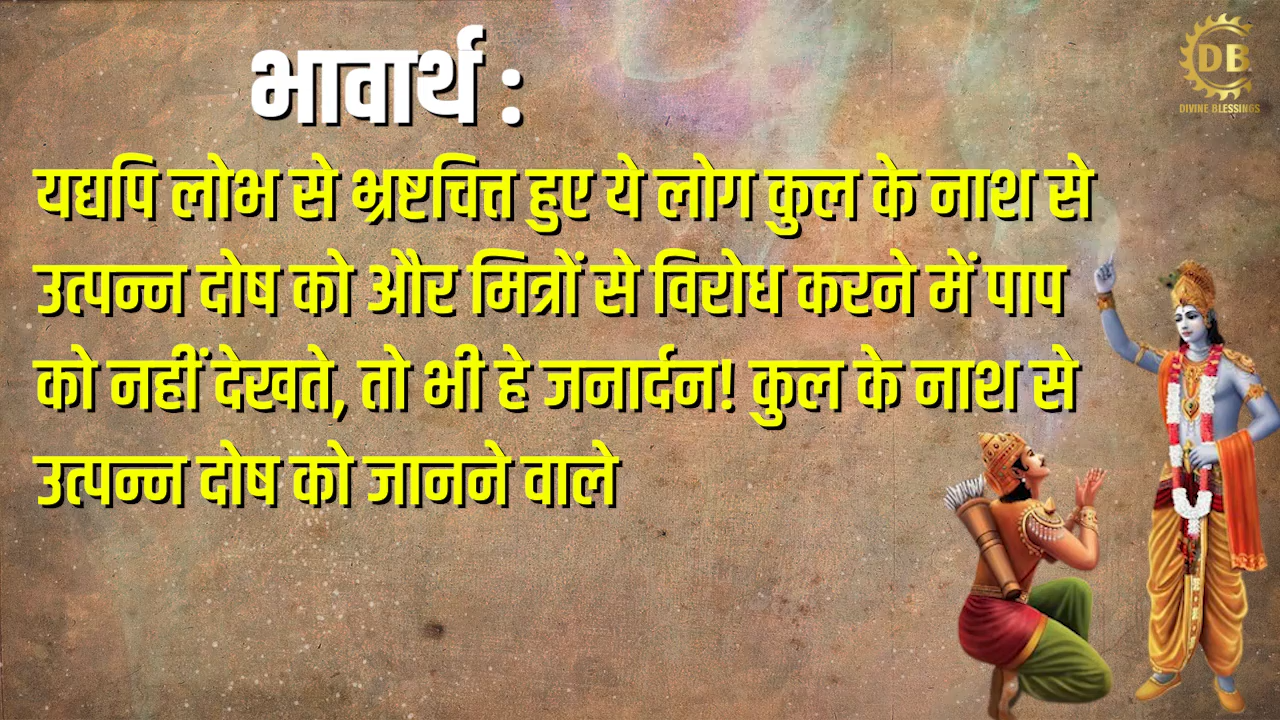 भावार्थ :
DB
DIVINE BLESSINGS
यद्यपि लोभ से भ्रष्टचित्त हुए ये लोग कुल के नाश से
उत्पन्न दोष को और मित्रों से विरोध करने में पाप
को नहीं देखते, तो भी हे जनार्दन! कुल के नाश से
उत्पन्न दोष को जानने वाले